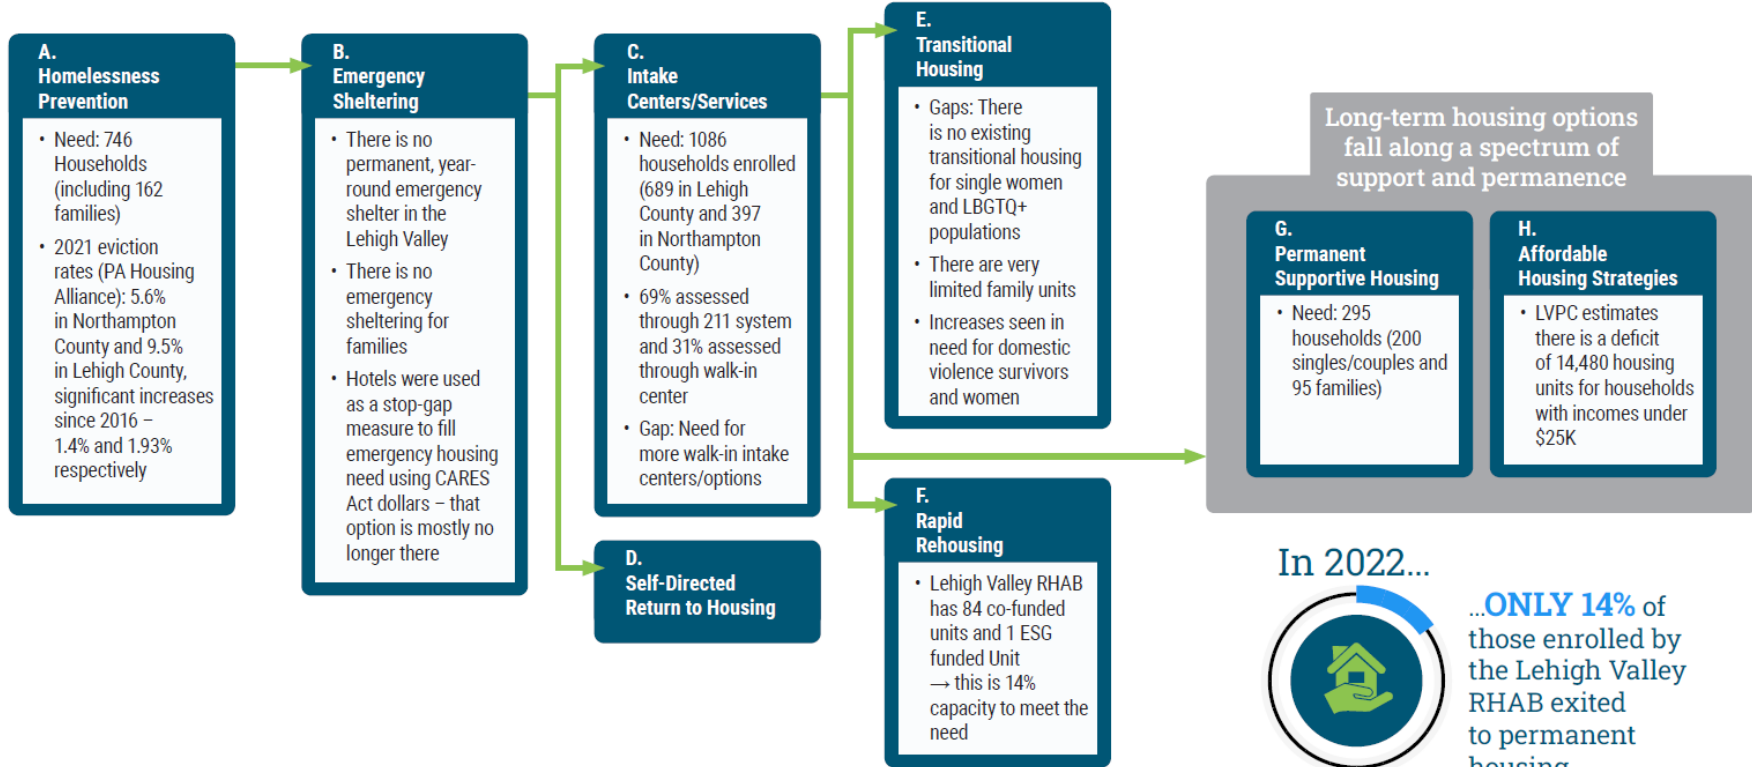 A.
Homelessness
Prevention
• Need: 746
Households
(including 162
families)
• 2021 eviction
rates (PA Housing
Alliance): 5.6%
in Northampton
County and 9.5%
in Lehigh County,
significant increases
since 2016 –
1.4% and 1.93%
respectively
B.
Emergency
Sheltering
• There is no
permanent, year-
round emergency
shelter in the
Lehigh Valley
• There is no
emergency
sheltering for
families
• Hotels were used
as a stop-gap
measure to fill
emergency housing
need using CARES
Act dollars – that
option is mostly no
longer there
C.
Intake
Centers/Services
• Need: 1086
households enrolled
(689 in Lehigh
County and 397
in Northampton
County)
• 69% assessed
through 211 system
and 31% assessed
through walk-in
center
• Gap: Need for
more walk-in intake
centers/options
D.
Self-Directed
Return to Housing
E.
Transitional
Housing
• Gaps: There
is no existing
transitional housing
for single women
and LBGTQ+
populations
• There are very
limited family units
• Increases seen in
need for domestic
violence survivors
and women
F.
Rapid
Rehousing
• Lehigh Valley RHAB
has 84 co-funded
units and 1 ESG
funded Unit
→ this is 14%
capacity to meet the
need
Long-term housing options
fall along a spectrum of
support and permanence
G.
Permanent
Supportive Housing
• Need: 295
households (200
singles/couples and
95 families)
H.
Affordable
Housing Strategies
• LVPC estimates
there is a deficit
of 14,480 housing
units for households
with incomes under
$25K
In 2022...
...ONLY 14% of
those enrolled by
the Lehigh Valley
RHAB exited
to permanent
housing